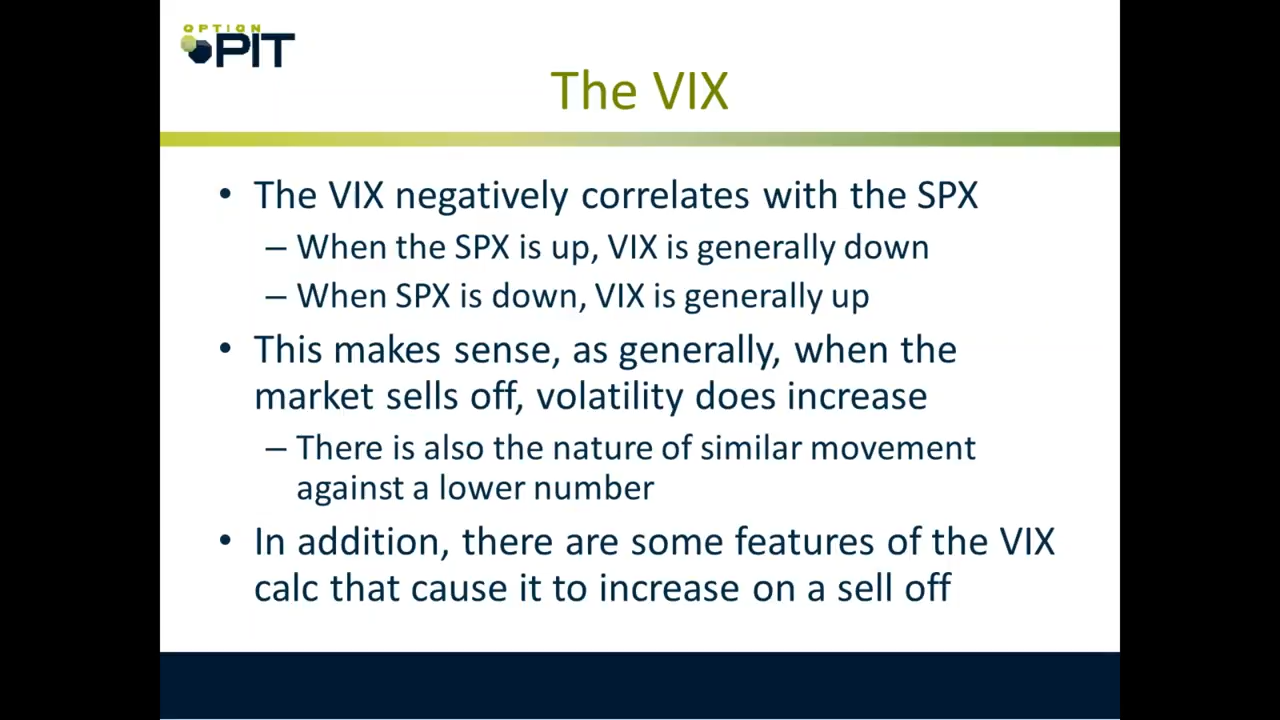 OPTION
PIT
The VIX
• The VIX negatively correlates with the SPX
– When the SPX is up, VIX is generally down
– When SPX is down, VIX is generally up
• This makes sense, as generally, when the
market sells off, volatility does increase
– There is also the nature of similar movement
against a lower number
• In addition, there are some features of the VIX
calc that cause it to increase on a sell off